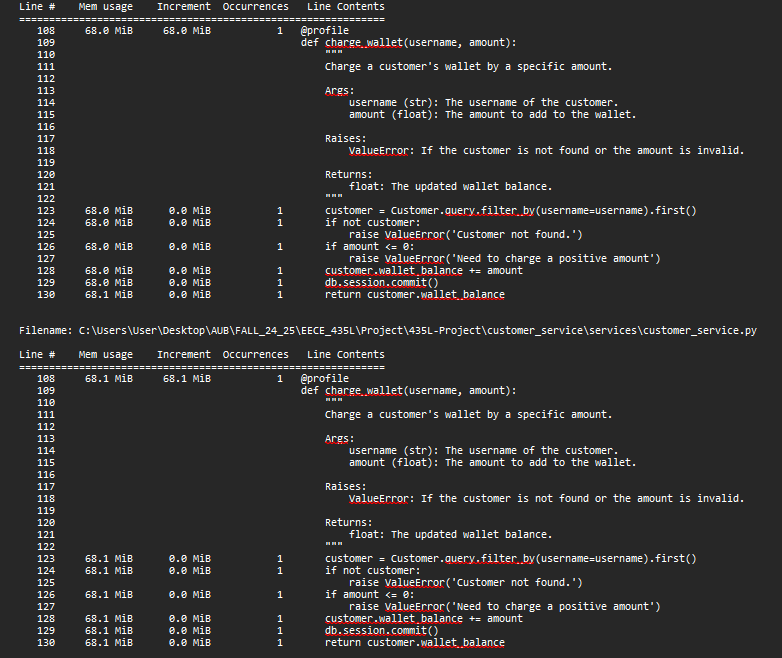 Line #    Mem usage    Increment  Occurrences   Line Contents
=============================================================
   108     68.0 MiB     68.0 MiB           1   @profile
   109                                         def charge_wallet(username, amount):
   110                                             """
   111                                             Charge a customer's wallet by a specific amount.
   112
   113                                             Args:
   114                                                 username (str): The username of the customer.
   115                                                 amount (float): The amount to add to the wallet.
   116
   117                                             Raises:
   118                                                 ValueError: If the customer is not found or the amount is invalid.
   119
   120                                             Returns:
   121                                                 float: The updated wallet balance.
   122                                             """
   123     68.0 MiB      0.0 MiB           1       customer = Customer.query.filter_by(username=username).first()
   124     68.0 MiB      0.0 MiB           1       if not customer:
   125                                                 raise ValueError('Customer not found.')
   126     68.0 MiB      0.0 MiB           1       if amount <= 0:
   127                                                 raise ValueError('Need to charge a positive amount')
   128     68.0 MiB      0.0 MiB           1       customer.wallet_balance += amount
   129     68.0 MiB      0.0 MiB           1       db.session.commit()
   130     68.1 MiB      0.0 MiB           1       return customer.wallet_balance
Filename: C:\Users\User\Desktop\AUB\FALL_24_25\EECE_435L\Project\435L-Project\customer_service\services\customer_service.py
Line #    Mem usage    Increment  Occurrences   Line Contents
=============================================================
   108     68.1 MiB     68.1 MiB           1   @profile
   109                                         def charge_wallet(username, amount):
   110                                             """
   111                                             Charge a customer's wallet by a specific amount.
   112
   113                                             Args:
   114                                                 username (str): The username of the customer.
   115                                                 amount (float): The amount to add to the wallet.
   116
   117                                             Raises:
   118                                                 ValueError: If the customer is not found or the amount is invalid.
   119
   120                                             Returns:
   121                                                 float: The updated wallet balance.
   122                                             """
   123     68.1 MiB      0.0 MiB           1       customer = Customer.query.filter_by(username=username).first()
   124     68.1 MiB      0.0 MiB           1       if not customer:
   125                                                 raise ValueError('Customer not found.')
   126     68.1 MiB      0.0 MiB           1       if amount <= 0:
   127                                                 raise ValueError('Need to charge a positive amount')
   128     68.1 MiB      0.0 MiB           1       customer.wallet_balance += amount
   129     68.1 MiB      0.0 MiB           1       db.session.commit()
   130     68.1 MiB      0.0 MiB           1       return customer.wallet_balance